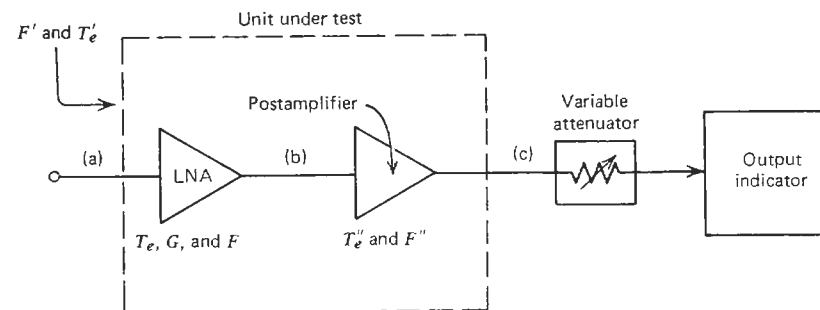 Unit under test
F′ and T′ₑ
Postamplifier
Variable
attenuator
(a)
(b)
(c)
LNA
Output
indicator
Tₑ, G, and F
T″ₑ and F″